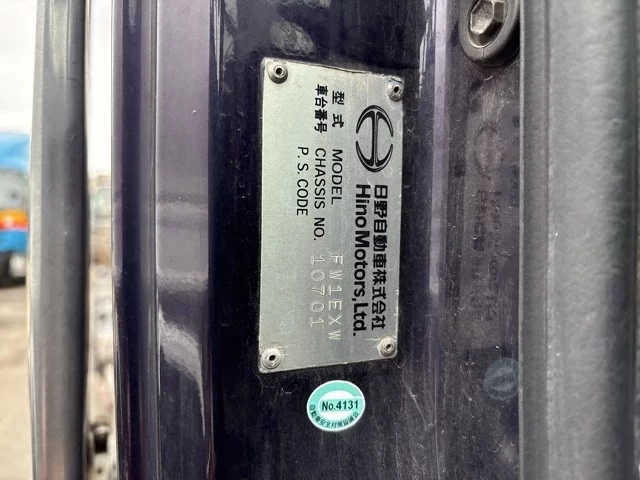 日野自動車株式会社
Hino Motors, Ltd.
型式 MODEL FW1EXW
車台番号 CHASSIS NO. 10701
P.S.CODE
No.4131